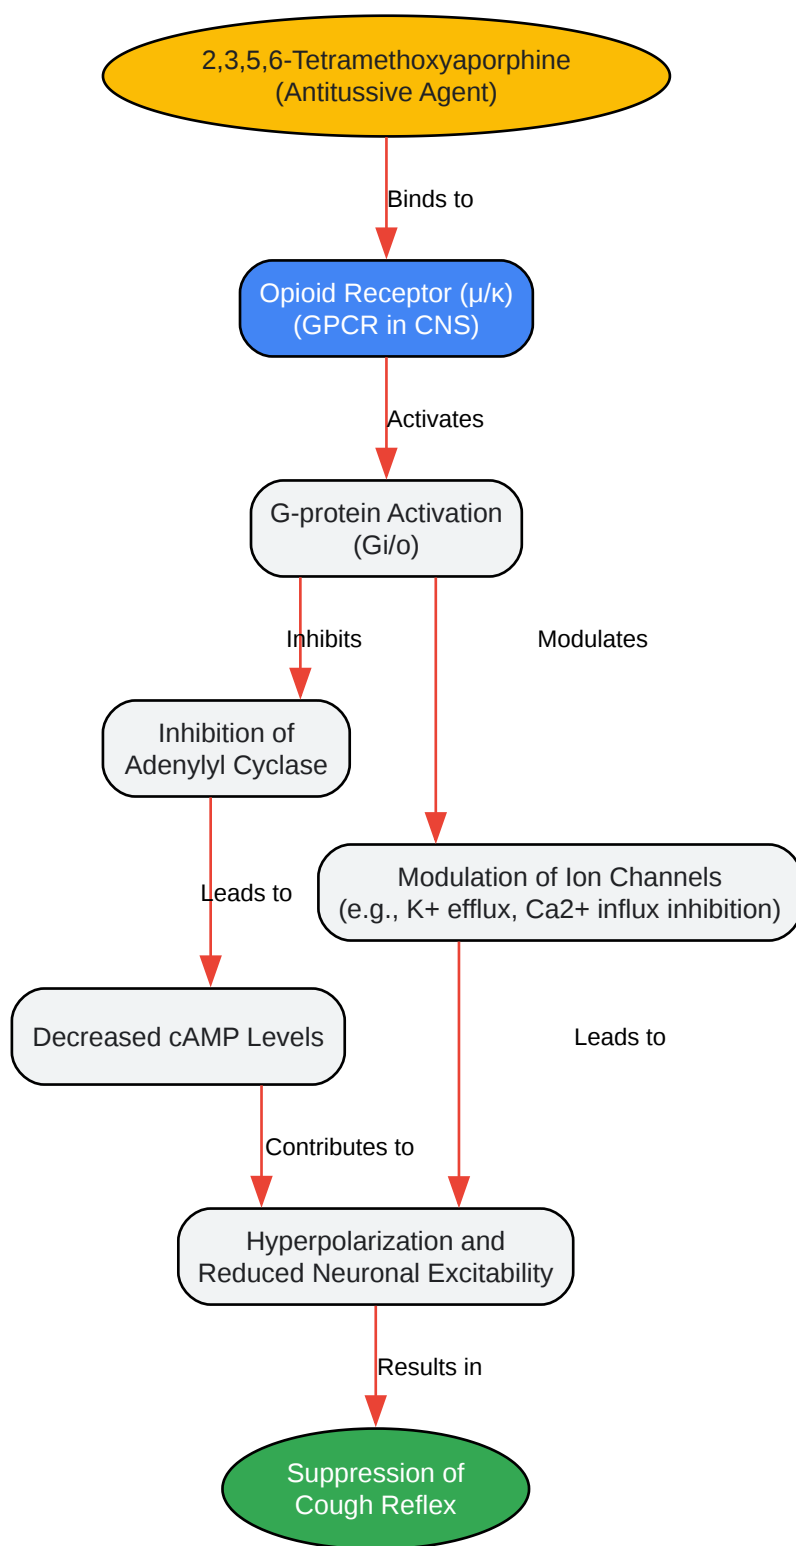 2,3,5,6-Tetramethoxyaporphine
(Antitussive Agent)
Binds to
Opioid Receptor (μ/κ)
(GPCR in CNS)
Activates
G-protein Activation
(Gi/o)
Inhibits
Modulates
Inhibition of
Adenylyl Cyclase
Modulation of Ion Channels
(e.g., K+ efflux, Ca2+ influx inhibition)
Leads to
Decreased cAMP Levels
Leads to
Contributes to
Hyperpolarization and
Reduced Neuronal Excitability
Results in
Suppression of
Cough Reflex